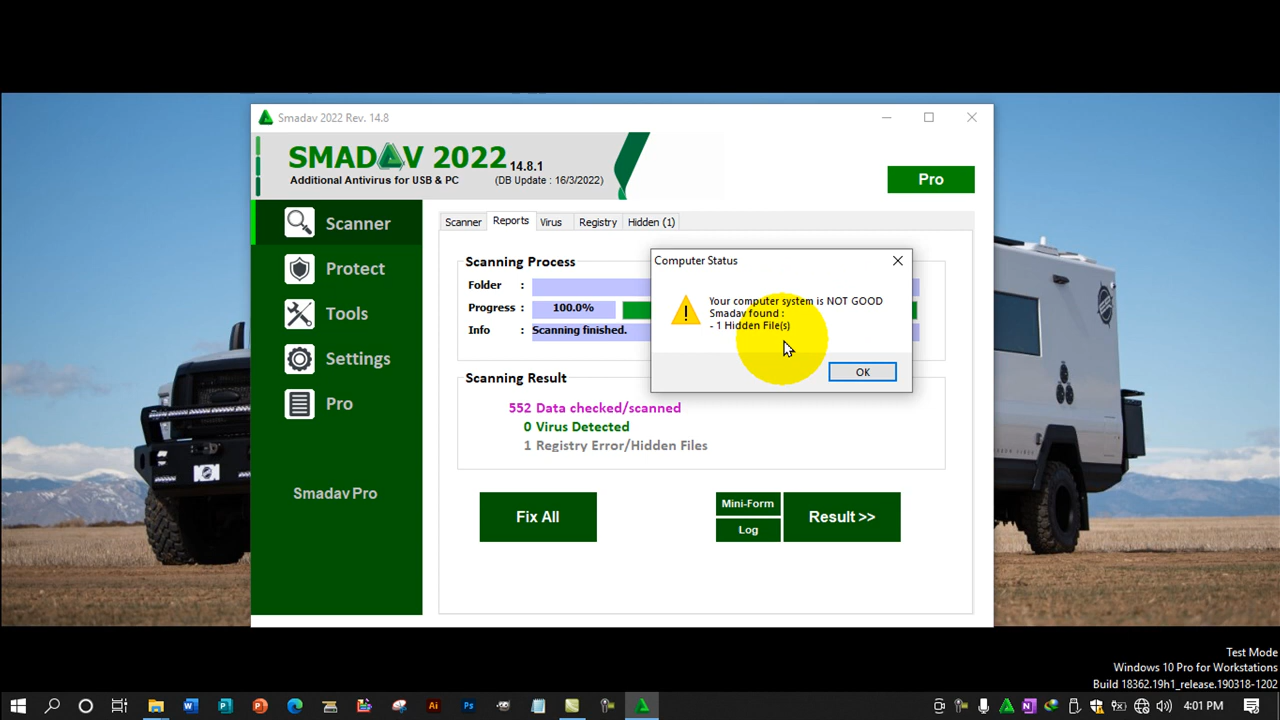 Smadav 2022 Rev. 14.8
SMADAV 2022 14.8.1
Additional Antivirus for USB & PC (DB Update : 16/3/2022)
Pro
Scanner
Protect
Tools
Settings
Pro
Smadav Pro
Scanner Reports Virus Registry Hidden (1)
Scanning Process
Folder :
Progress : 100.0%
Info : Scanning finished.
Computer Status
Your computer system is NOT GOOD
Smadav found :
- 1 Hidden File(s)
OK
Scanning Result
552 Data checked/scanned
0 Virus Detected
1 Registry Error/Hidden Files
Fix All
Mini-Form
Log
Result >>
Test Mode
Windows 10 Pro for Workstations
Build 18362.19h1_release.190318-1202
4:01 PM